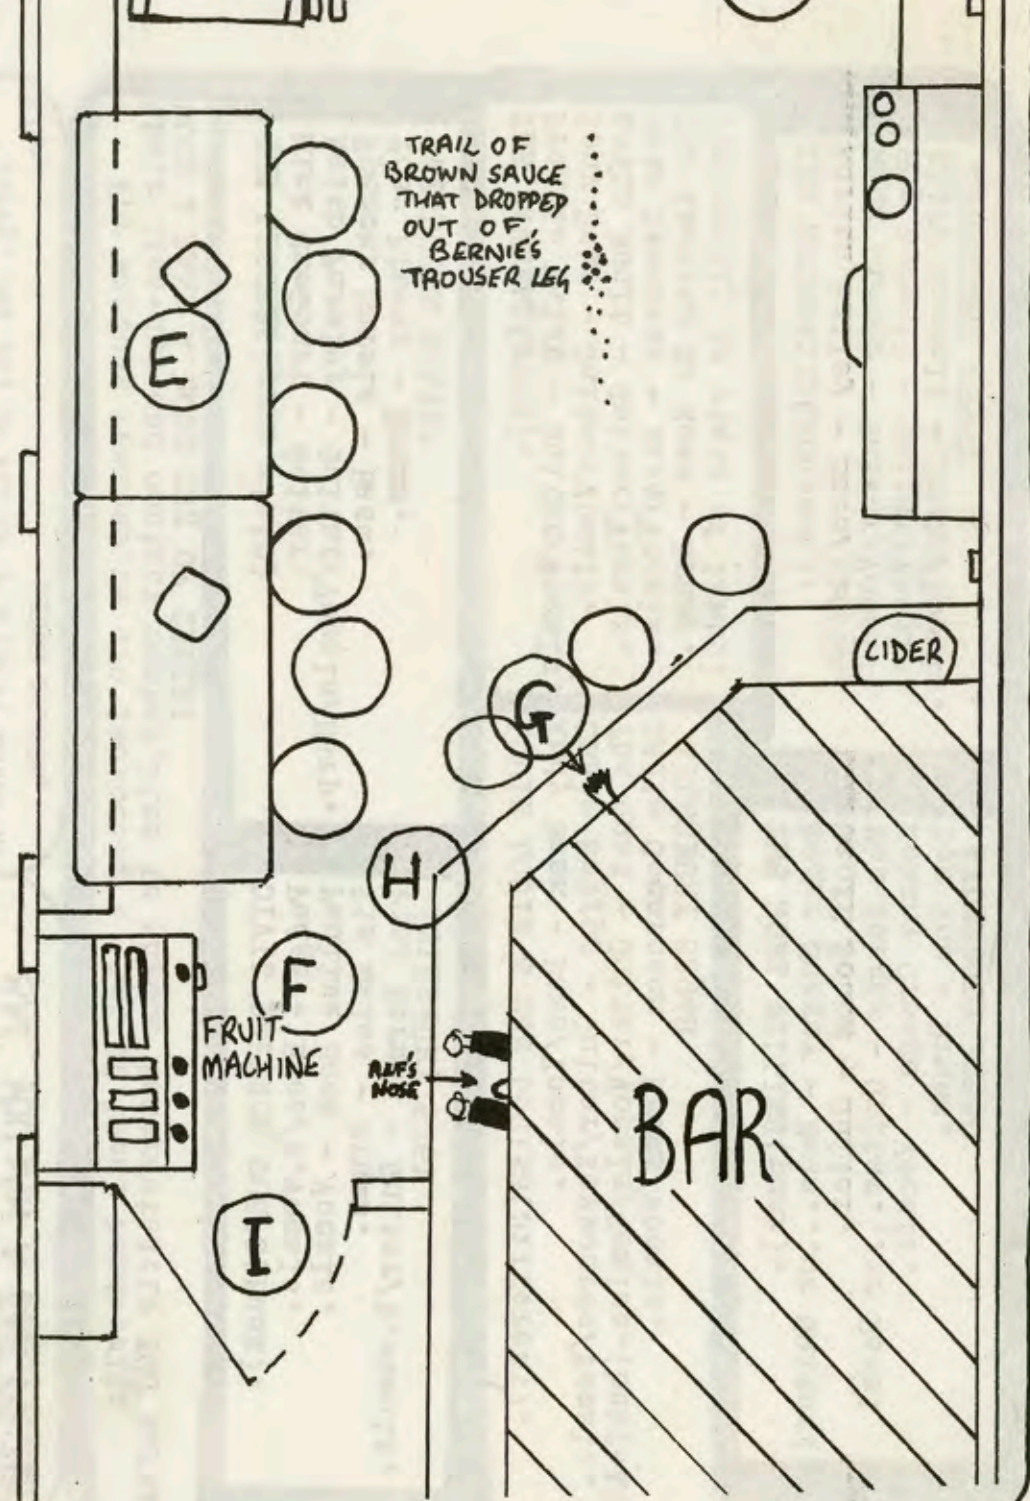 TRAIL OF
BROWN SAUCE
THAT DROPPED
OUT OF,
BERNIE'S
TROUSER LEG
E
CIDER
G
H
F
FRUIT
MACHINE
ALF'S
NOSE
BAR
I